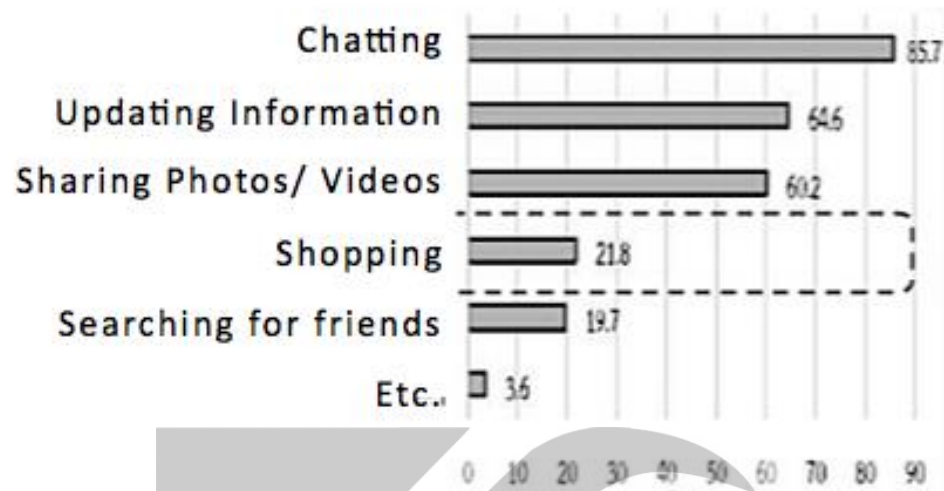 Chatting 85.7
Updating Information 64.6
Sharing Photos/ Videos 60.2
Shopping 21.8
Searching for friends 19.7
Etc. 3.6
0 10 20 30 40 50 60 70 80 90